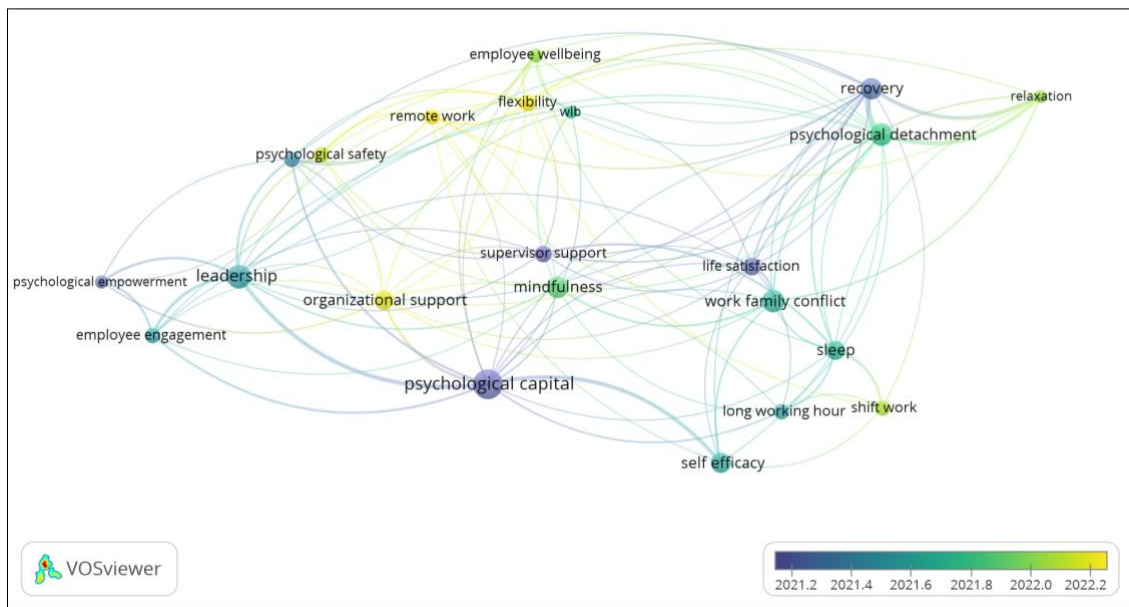 employee wellbeing
recovery
relaxation
flexibility
wlb
remote work
psychological detachment
psychological safety
supervisor support
life satisfaction
leadership
psychological empowerment
mindfulness
organizational support
work family conflict
employee engagement
sleep
psychological capital
long working hour
shift work
self efficacy
VOSviewer
2021.2 2021.4 2021.6 2021.8 2022.0 2022.2